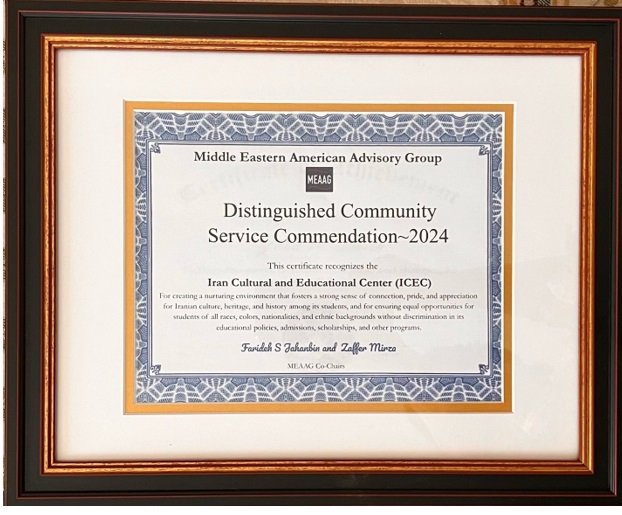 Middle Eastern American Advisory Group
MEAAG
Distinguished Community
Service Commendation~2024
This certificate recognizes the
Iran Cultural and Educational Center (ICEC)
For creating a nurturing environment that fosters a strong sense of connection, pride, and appreciation
for Iranian culture, heritage, and history among its students, and for ensuring equal opportunities for
students of all races, colors, nationalities, and ethnic backgrounds without discrimination in its
educational policies, admissions, scholarships, and other programs.
Farideh S Jahanbin and Zaffer Mirza
MEAAG Co-Chairs